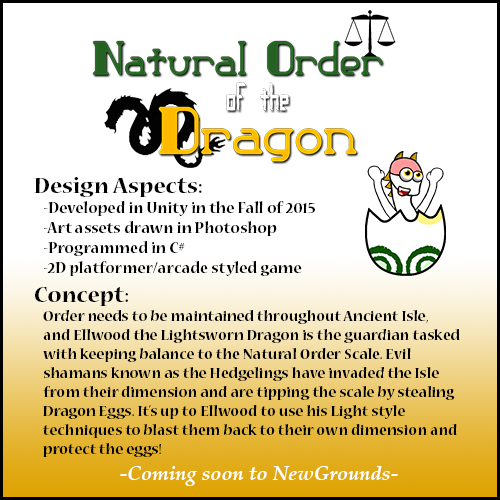 Natural Order
of the
Dragon
Design Aspects:
-Developed in Unity in the Fall of 2015
-Art assets drawn in Photoshop
-Programmed in C#
-2D platformer/arcade styled game
Concept:
Order needs to be maintained throughout Ancient Isle,
and Ellwood the Lightsworn Dragon is the guardian tasked
with keeping balance to the Natural Order Scale. Evil
shamans known as the Hedgelings have invaded the Isle
from their dimension and are tipping the scale by stealing
Dragon Eggs. It's up to Ellwood to use his Light style
techniques to blast them back to their own dimension and
protect the eggs!
-Coming soon to NewGrounds-